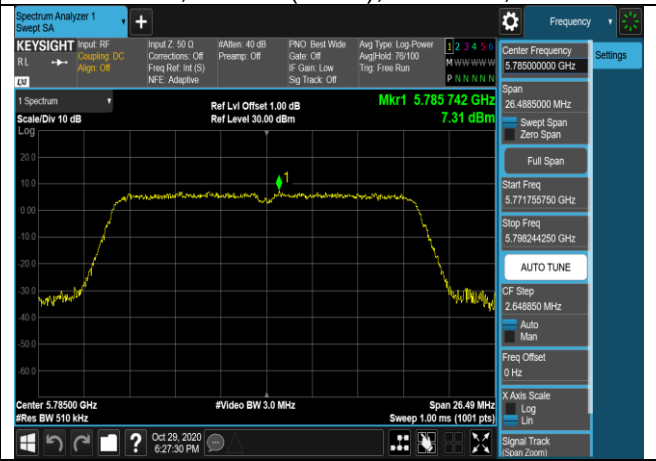 Spectrum Analyzer 1
Swept SA
+
Frequency
KEYSIGHT
RL
LXI
Input: RF
Coupling: DC
Align: Off
Input Z: 50 Ω
Corrections: Off
Freq Ref: Int (S)
NFE: Adaptive
#Atten: 40 dB
Preamp: Off
PNO: Best Wide
Gate: Off
IF Gain: Low
Sig Track: Off
Avg Type: Log-Power
Avg|Hold: 76/100
Trig: Free Run
1 2 3 4 5 6
M W W W W W
P N N N N N
1 Spectrum
Scale/Div 10 dB
Ref Lvl Offset 1.00 dB
Ref Level 30.00 dBm
Mkr1 5.785 742 GHz
7.31 dBm
Log
20.0
10.0
0.00
-10.0
-20.0
-30.0
-40.0
-50.0
-60.0
1
Center 5.78500 GHz
#Res BW 510 kHz
#Video BW 3.0 MHz
Span 26.49 MHz
Sweep 1.00 ms (1001 pts)
Center Frequency
5.785000000 GHz
Settings
Span
26.4885000 MHz
Swept Span
Zero Span
Full Span
Start Freq
5.771755750 GHz
Stop Freq
5.798244250 GHz
AUTO TUNE
CF Step
2.648850 MHz
Auto
Man
Freq Offset
0 Hz
X Axis Scale
Log
Lin
Signal Track
(Span Zoom)
?
Oct 29, 2020
6:27:30 PM